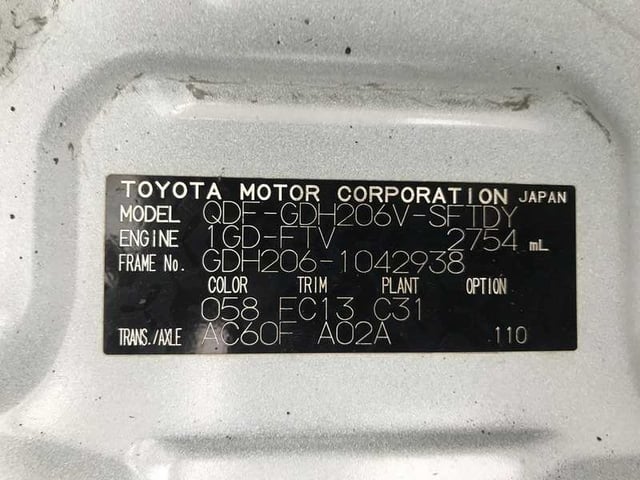 TOYOTA MOTOR CORPORATION JAPAN
MODEL QDF-GDH206V-SFTDY
ENGINE 1GD-FTV 2754 mL
FRAME No. GDH206-1042938
COLOR TRIM PLANT OPTION
058 FC13 C31
TRANS./AXLE AC60F A02A 110